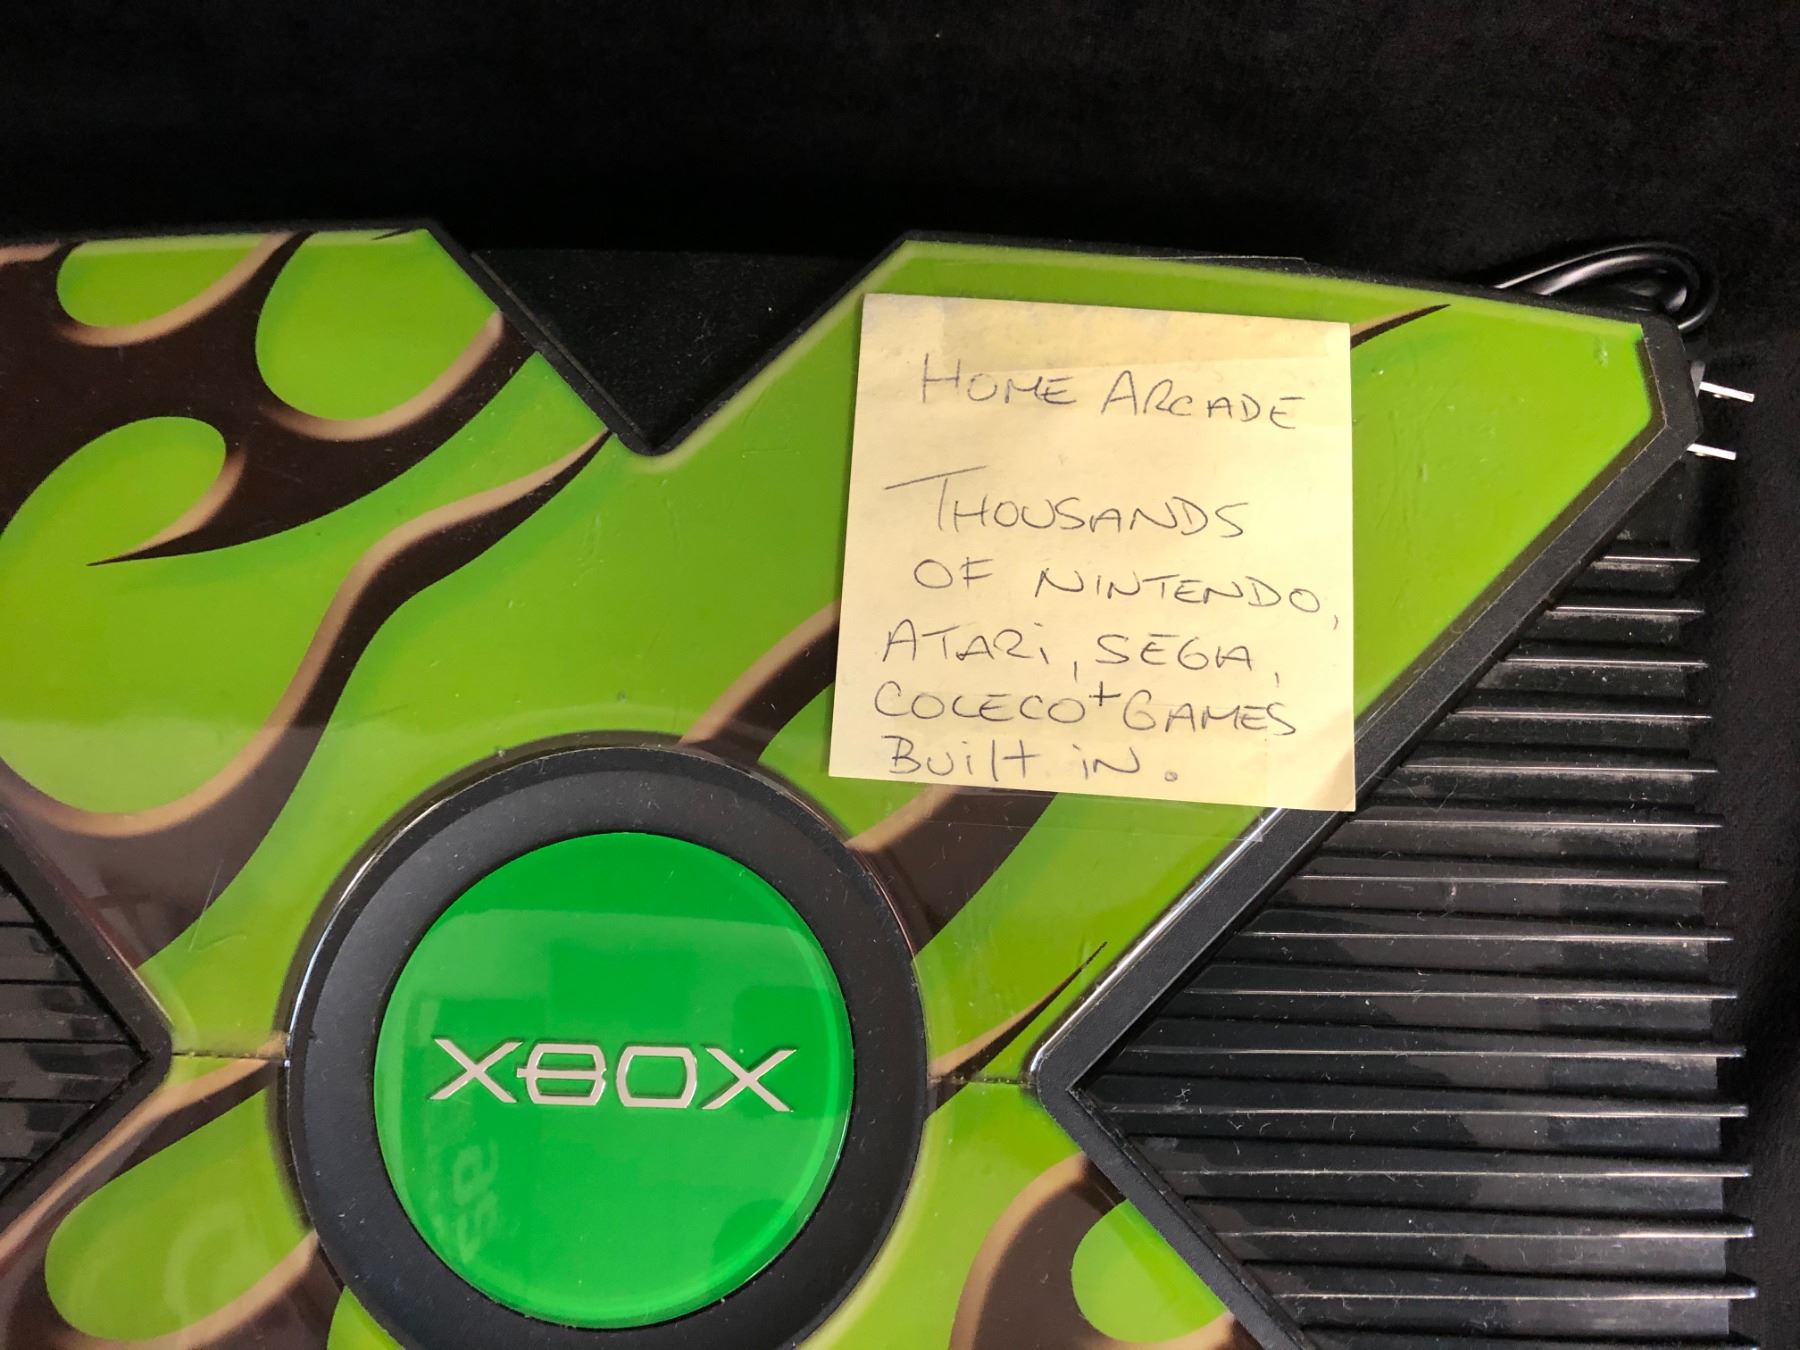 HOME ARCADE
THOUSANDS
OF NINTENDO,
ATARi, SEGA,
COLECO + GAMES
Built iN.
XBOX